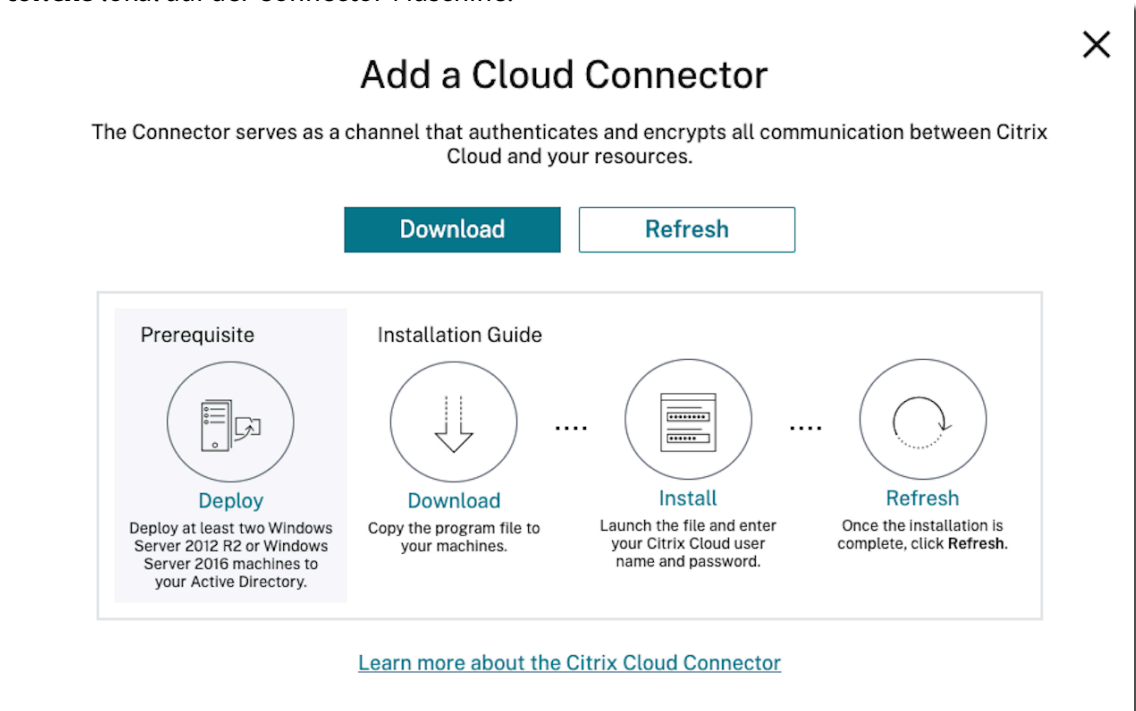 Add a Cloud Connector
The Connector serves as a channel that authenticates and encrypts all communication between Citrix
Cloud and your resources.
Download
Refresh
Prerequisite
Deploy
Deploy at least two Windows
Server 2012 R2 or Windows
Server 2016 machines to
your Active Directory.
Installation Guide
Download
Copy the program file to
your machines.
....
Install
Launch the file and enter
your Citrix Cloud user
name and password.
....
Refresh
Once the installation is
complete, click Refresh.
Learn more about the Citrix Cloud Connector